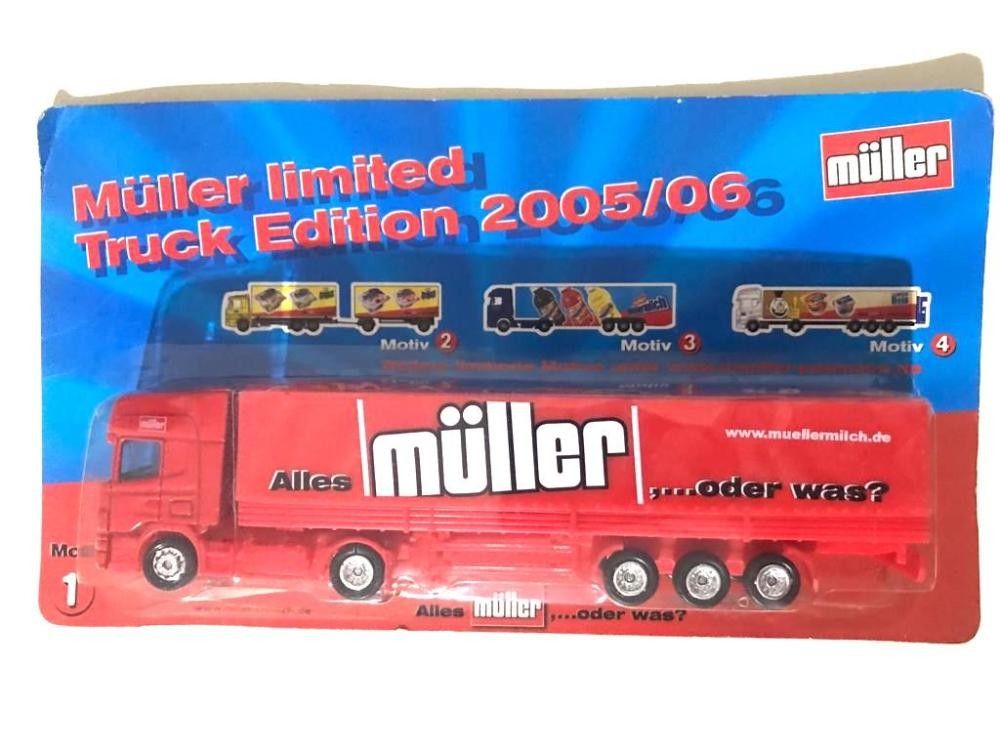 Müller limited
Truck Edition 2005/06
müller
Motiv 2
Motiv 3
Motiv 4
müller
www.muellermilch.de
Alles müller ,....oder was?
1
Alles müller ,...oder was?